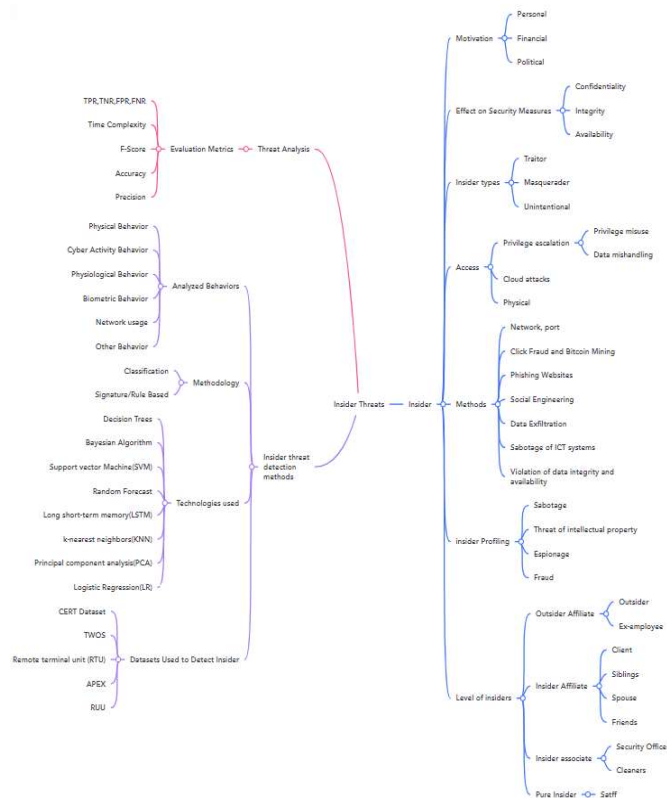 TPR,TNR,FPR,FNR
Time Complexity
F-Score
Accuracy
Precision
Evaluation Metrics
Threat Analysis
Physical Behavior
Cyber Activity Behavior
Physiological Behavior
Biometric Behavior
Network usage
Other Behavior
Analyzed Behaviors
Classification
Signature/Rule Based
Methodology
Decision Trees
Bayesian Algorithm
Support vector Machine(SVM)
Random Forecast
Long short-term memory(LSTM)
k-nearest neighbors(KNN)
Principal component analysis(PCA)
Logistic Regression(LR)
Technologies used
CERT Dataset
TWOS
Remote terminal unit (RTU)
APEX
RUU
Datasets Used to Detect Insider
Insider threat
detection
methods
Insider Threats
Insider
Motivation
Personal
Financial
Political
Effect on Security Measures
Confidentiality
Integrity
Availability
Insider types
Traitor
Masquerader
Unintentional
Access
Privilege escalation
Privilege misuse
Data mishandling
Cloud attacks
Physical
Methods
Network, port
Click Fraud and Bitcoin Mining
Phishing Websites
Social Engineering
Data Exfiltration
Sabotage of ICT systems
Violation of data integrity and
availability
insider Profiling
Sabotage
Threat of intellectual property
Espionage
Fraud
Level of insiders
Outsider Affiliate
Outsider
Ex-employee
Insider Affiliate
Client
Siblings
Spouse
Friends
Insider associate
Security Office
Cleaners
Pure Insider
Satff